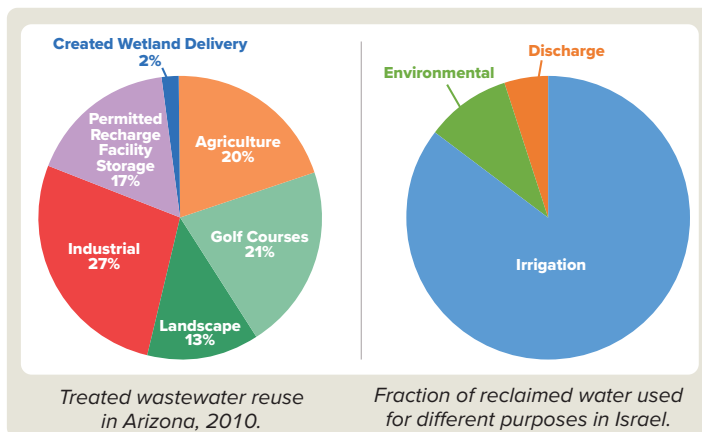 Created Wetland Delivery
2%
Permitted
Recharge
Facility
Storage
17%
Agriculture
20%
Golf Courses
21%
Industrial
27%
Landscape
13%
Treated wastewater reuse
in Arizona, 2010.
Discharge
Environmental
Irrigation
Fraction of reclaimed water used
for different purposes in Israel.